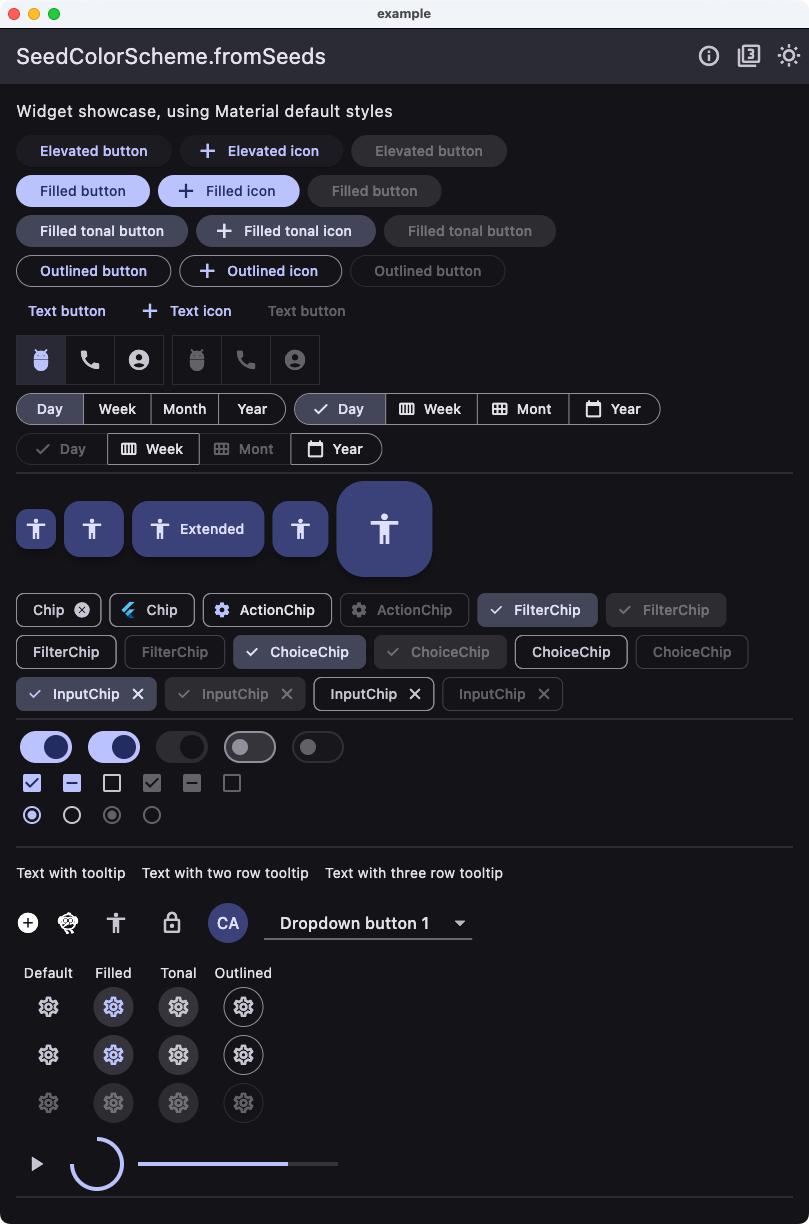 example
SeedColorScheme.fromSeeds
3
Widget showcase, using Material default styles
Elevated button Elevated icon Elevated button
Filled button Filled icon Filled button
Filled tonal button Filled tonal icon Filled tonal button
Outlined button Outlined icon Outlined button
Text button Text icon Text button
Day Week Month Year Day Week Mont Year
Day Week Mont Year
Extended
Chip Chip ActionChip ActionChip FilterChip FilterChip
FilterChip FilterChip ChoiceChip ChoiceChip ChoiceChip ChoiceChip
InputChip InputChip InputChip InputChip
Text with tooltip Text with two row tooltip Text with three row tooltip
CA Dropdown button 1
Default Filled Tonal Outlined